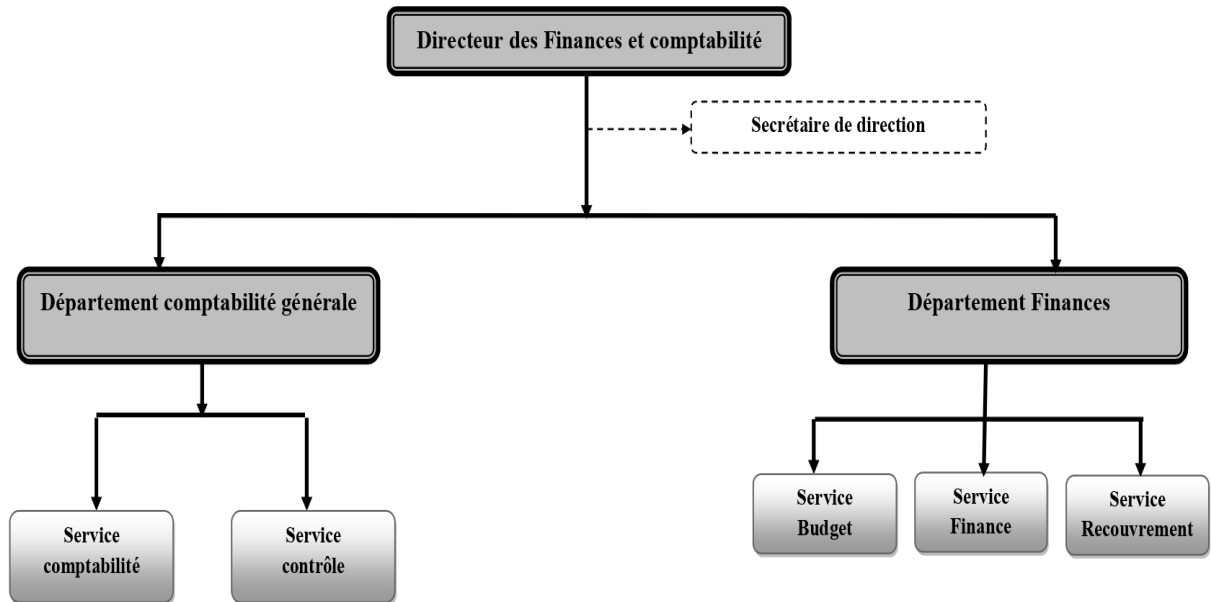 Directeur des Finances et comptabilité
Secrétaire de direction
Département comptabilité générale
Département Finances
Service
comptabilité
Service
contrôle
Service
Budget
Service
Finance
Service
Recouvrement